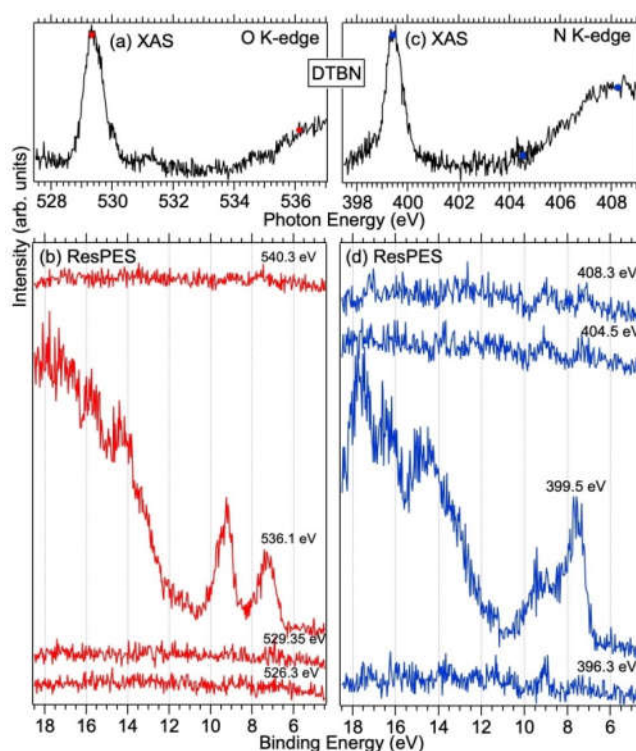 (a) XAS
O K-edge
(c) XAS
N K-edge
DTBN
528
530
532
534
536
398
400
402
404
406
408
Photon Energy (eV)
Intensity (arb. units)
(b) ResPES
540.3 eV
536.1 eV
529.35 eV
526.3 eV
(d) ResPES
408.3 eV
404.5 eV
399.5 eV
396.3 eV
18
16
14
12
10
8
6
18
16
14
12
10
8
6
Binding Energy (eV)